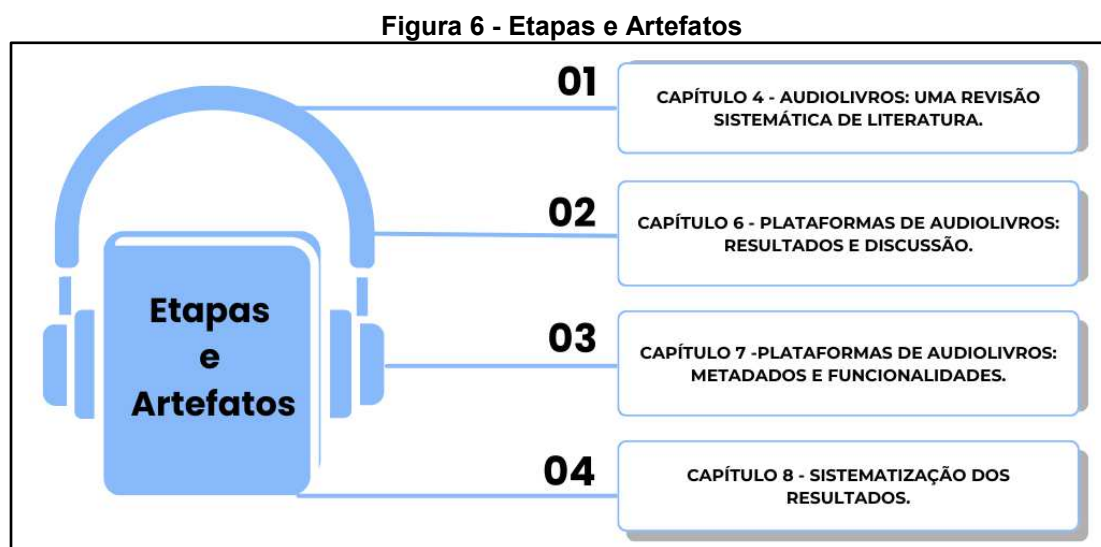 Figura 6 - Etapas e Artefatos
Etapas
e
Artefatos
01
CAPÍTULO 4 - AUDIOLIVROS: UMA REVISÃO
SISTEMÁTICA DE LITERATURA.
02
CAPÍTULO 6 - PLATAFORMAS DE AUDIOLIVROS:
RESULTADOS E DISCUSSÃO.
03
CAPÍTULO 7 -PLATAFORMAS DE AUDIOLIVROS:
METADADOS E FUNCIONALIDADES.
04
CAPÍTULO 8 - SISTEMATIZAÇÃO DOS
RESULTADOS.